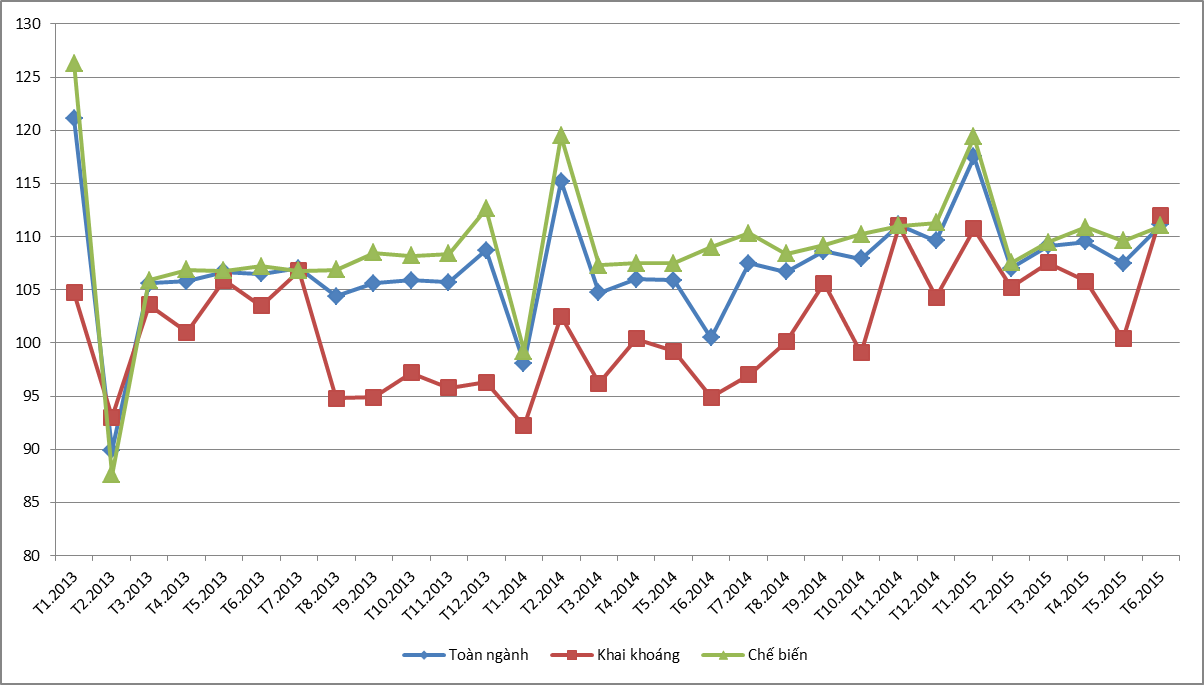 130
125
120
115
110
105
100
95
90
85
80
T1.2013
T2.2013
T3.2013
T4.2013
T5.2013
T6.2013
T7.2013
T8.2013
T9.2013
T10.2013
T11.2013
T12.2013
T1.2014
T2.2014
T3.2014
T4.2014
T5.2014
T6.2014
T7.2014
T8.2014
T9.2014
T10.2014
T11.2014
T12.2014
T1.2015
T2.2015
T3.2015
T4.2015
T5.2015
T6.2015
Toàn ngành Khai khoáng Chế biến